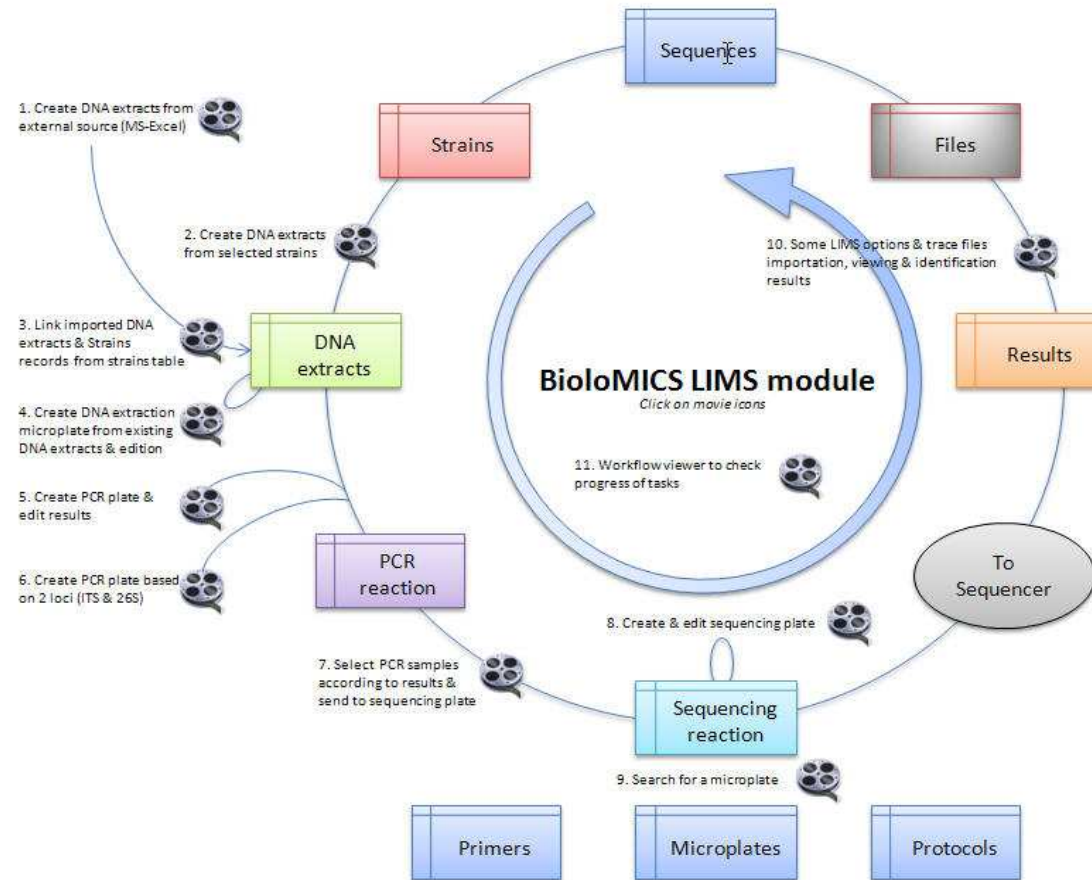 Sequences
1. Create DNA extracts from
external source (MS-Excel)
Strains
Files
2. Create DNA extracts
from selected strains
10. Some LIMS options & trace files
importation, viewing & identification
results
3. Link imported DNA
extracts & Strains
records from strains table
DNA
extracts
Results
BioloMICS LIMS module
Click on movie icons
4. Create DNA extraction
microplate from existing
DNA extracts & edition
11. Workflow viewer to check
progress of tasks
5. Create PCR plate &
edit results
PCR
reaction
To
Sequencer
6. Create PCR plate based
on 2 loci (ITS & 26S)
8. Create & edit sequencing plate
7. Select PCR samples
according to results &
send to sequencing plate
Sequencing
reaction
9. Search for a microplate
Primers
Microplates
Protocols